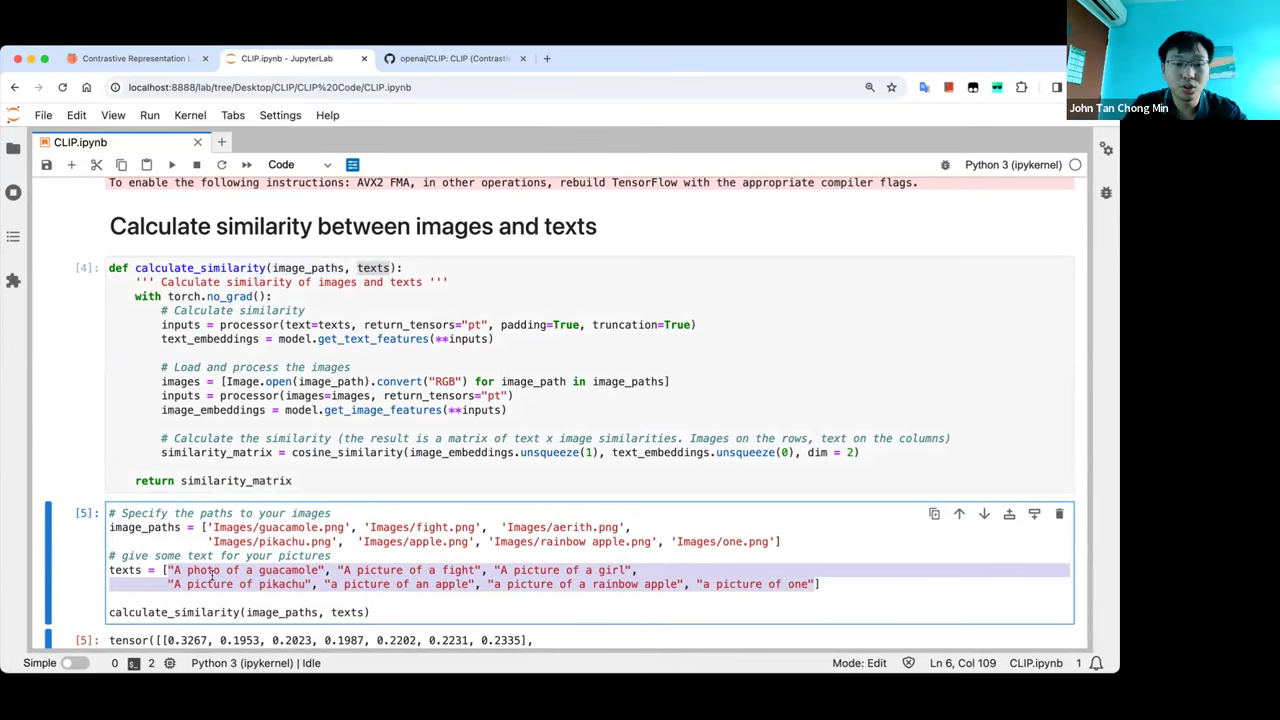 Contrastive Representation L
CLIP.ipynb - JupyterLab
openai/CLIP: CLIP (Contrasti
localhost:8888/lab/tree/Desktop/CLIP/CLIP%20Code/CLIP.ipynb
John Tan Chong Min
File Edit View Run Kernel Tabs Settings Help
CLIP.ipynb
Code
Python 3 (ipykernel)
To enable the following instructions: AVX2 FMA, in other operations, rebuild TensorFlow with the appropriate compiler flags.
Calculate similarity between images and texts
[4]: def calculate_similarity(image_paths, texts):
''' Calculate similarity of images and texts '''
with torch.no_grad():
# Calculate similarity
inputs = processor(text=texts, return_tensors="pt", padding=True, truncation=True)
text_embeddings = model.get_text_features(**inputs)
# Load and process the images
images = [Image.open(image_path).convert("RGB") for image_path in image_paths]
inputs = processor(images=images, return_tensors="pt")
image_embeddings = model.get_image_features(**inputs)
# Calculate the similarity (the result is a matrix of text x image similarities. Images on the rows, text on the columns)
similarity_matrix = cosine_similarity(image_embeddings.unsqueeze(1), text_embeddings.unsqueeze(0), dim = 2)
return similarity_matrix
[5]: # Specify the paths to your images
image_paths = ['Images/guacamole.png', 'Images/fight.png', 'Images/aerith.png',
'Images/pikachu.png', 'Images/apple.png', 'Images/rainbow apple.png', 'Images/one.png']
# give some text for your pictures
texts = ["A photo of a guacamole", "A picture of a fight", "A picture of a girl",
"A picture of pikachu", "a picture of an apple", "a picture of a rainbow apple", "a picture of one"]
calculate_similarity(image_paths, texts)
[5]: tensor([[0.3267, 0.1953, 0.2023, 0.1987, 0.2202, 0.2231, 0.2335],
Simple 0 2 Python 3 (ipykernel) | Idle Mode: Edit Ln 6, Col 109 CLIP.ipynb 1